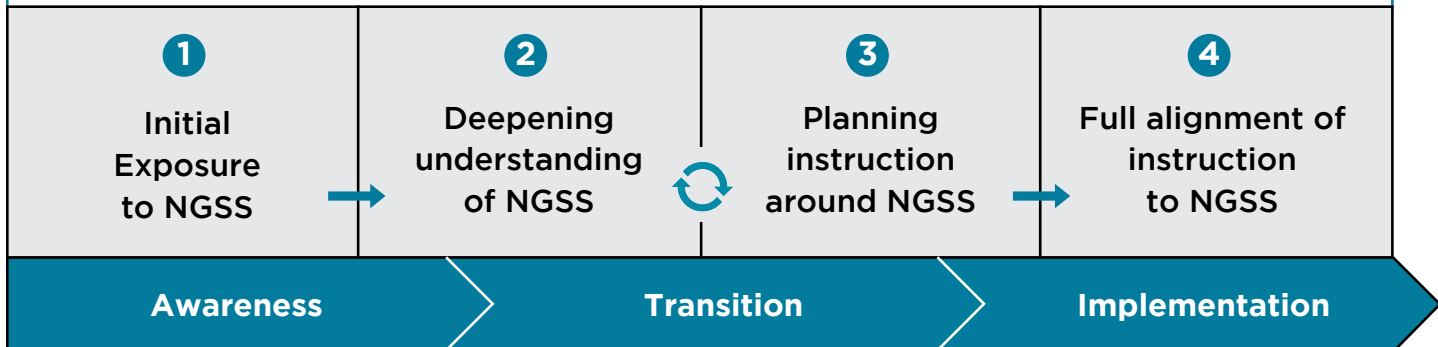 1
Initial
Exposure
to NGSS
2
Deepening
understanding
of NGSS
3
Planning
instruction
around NGSS
4
Full alignment of
instruction
to NGSS
Awareness
Transition
Implementation